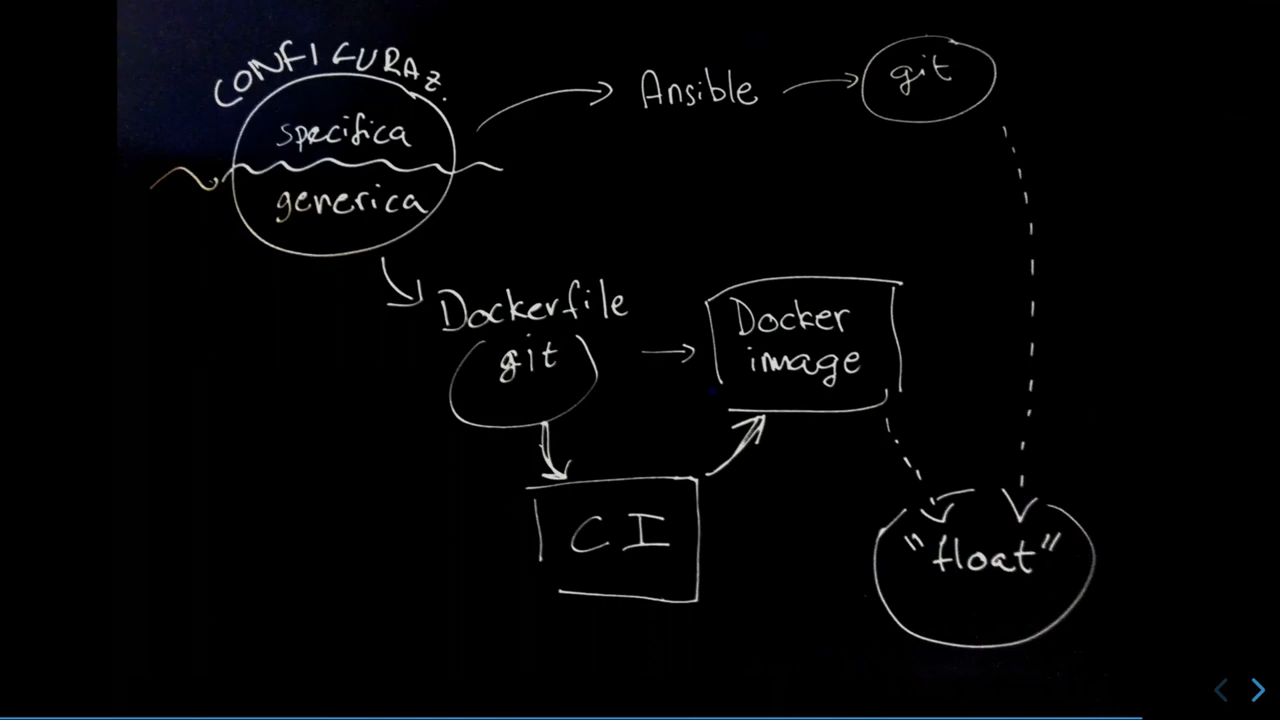 CONFIGURAZ.
specifica
generica
Ansible
git
Dockerfile
git
Docker
image
CI
"float"